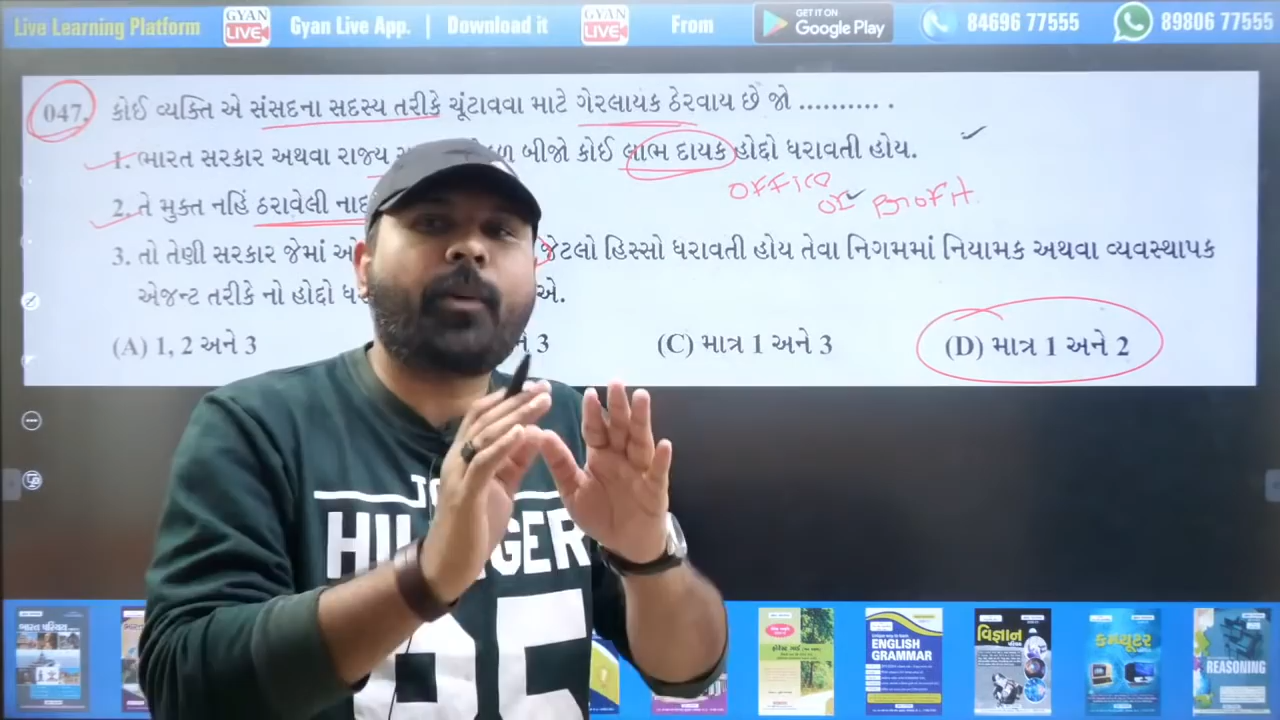 Live Learning Platform GYAN LIVE Gyan Live App. | Download it GYAN LIVE From GET IT ON Google Play 84696 77555 89806 77555
047. કોઈ વ્યક્તિ એ સંસદના સદસ્ય તરીકે ચૂંટાવવા માટે ગેરલાયક ઠેરવાય છે જો .......... .
1. ભારત સરકાર અથવા રાજ્ય બીજો કોઈ લાભ દાયક હોદ્દો ધરાવતી હોય.
OFFICE
OF PROFIT.
2. તે મુક્ત નહિં ઠરાવેલી
3. તો તેણી સરકાર જેમાં જેટલો હિસ્સો ધરાવતી હોય તેવા નિગમમાં નિયામક અથવા વ્યવસ્થાપક
એજન્ટ તરીકે નો હોદ્દો
(A) 1, 2 અને 3 3 (C) માત્ર 1 અને 3 (D) માત્ર 1 અને 2
HIL GER
ENGLISH GRAMMAR
વિજ્ઞાન
કમ્પ્યુટર
REASONING